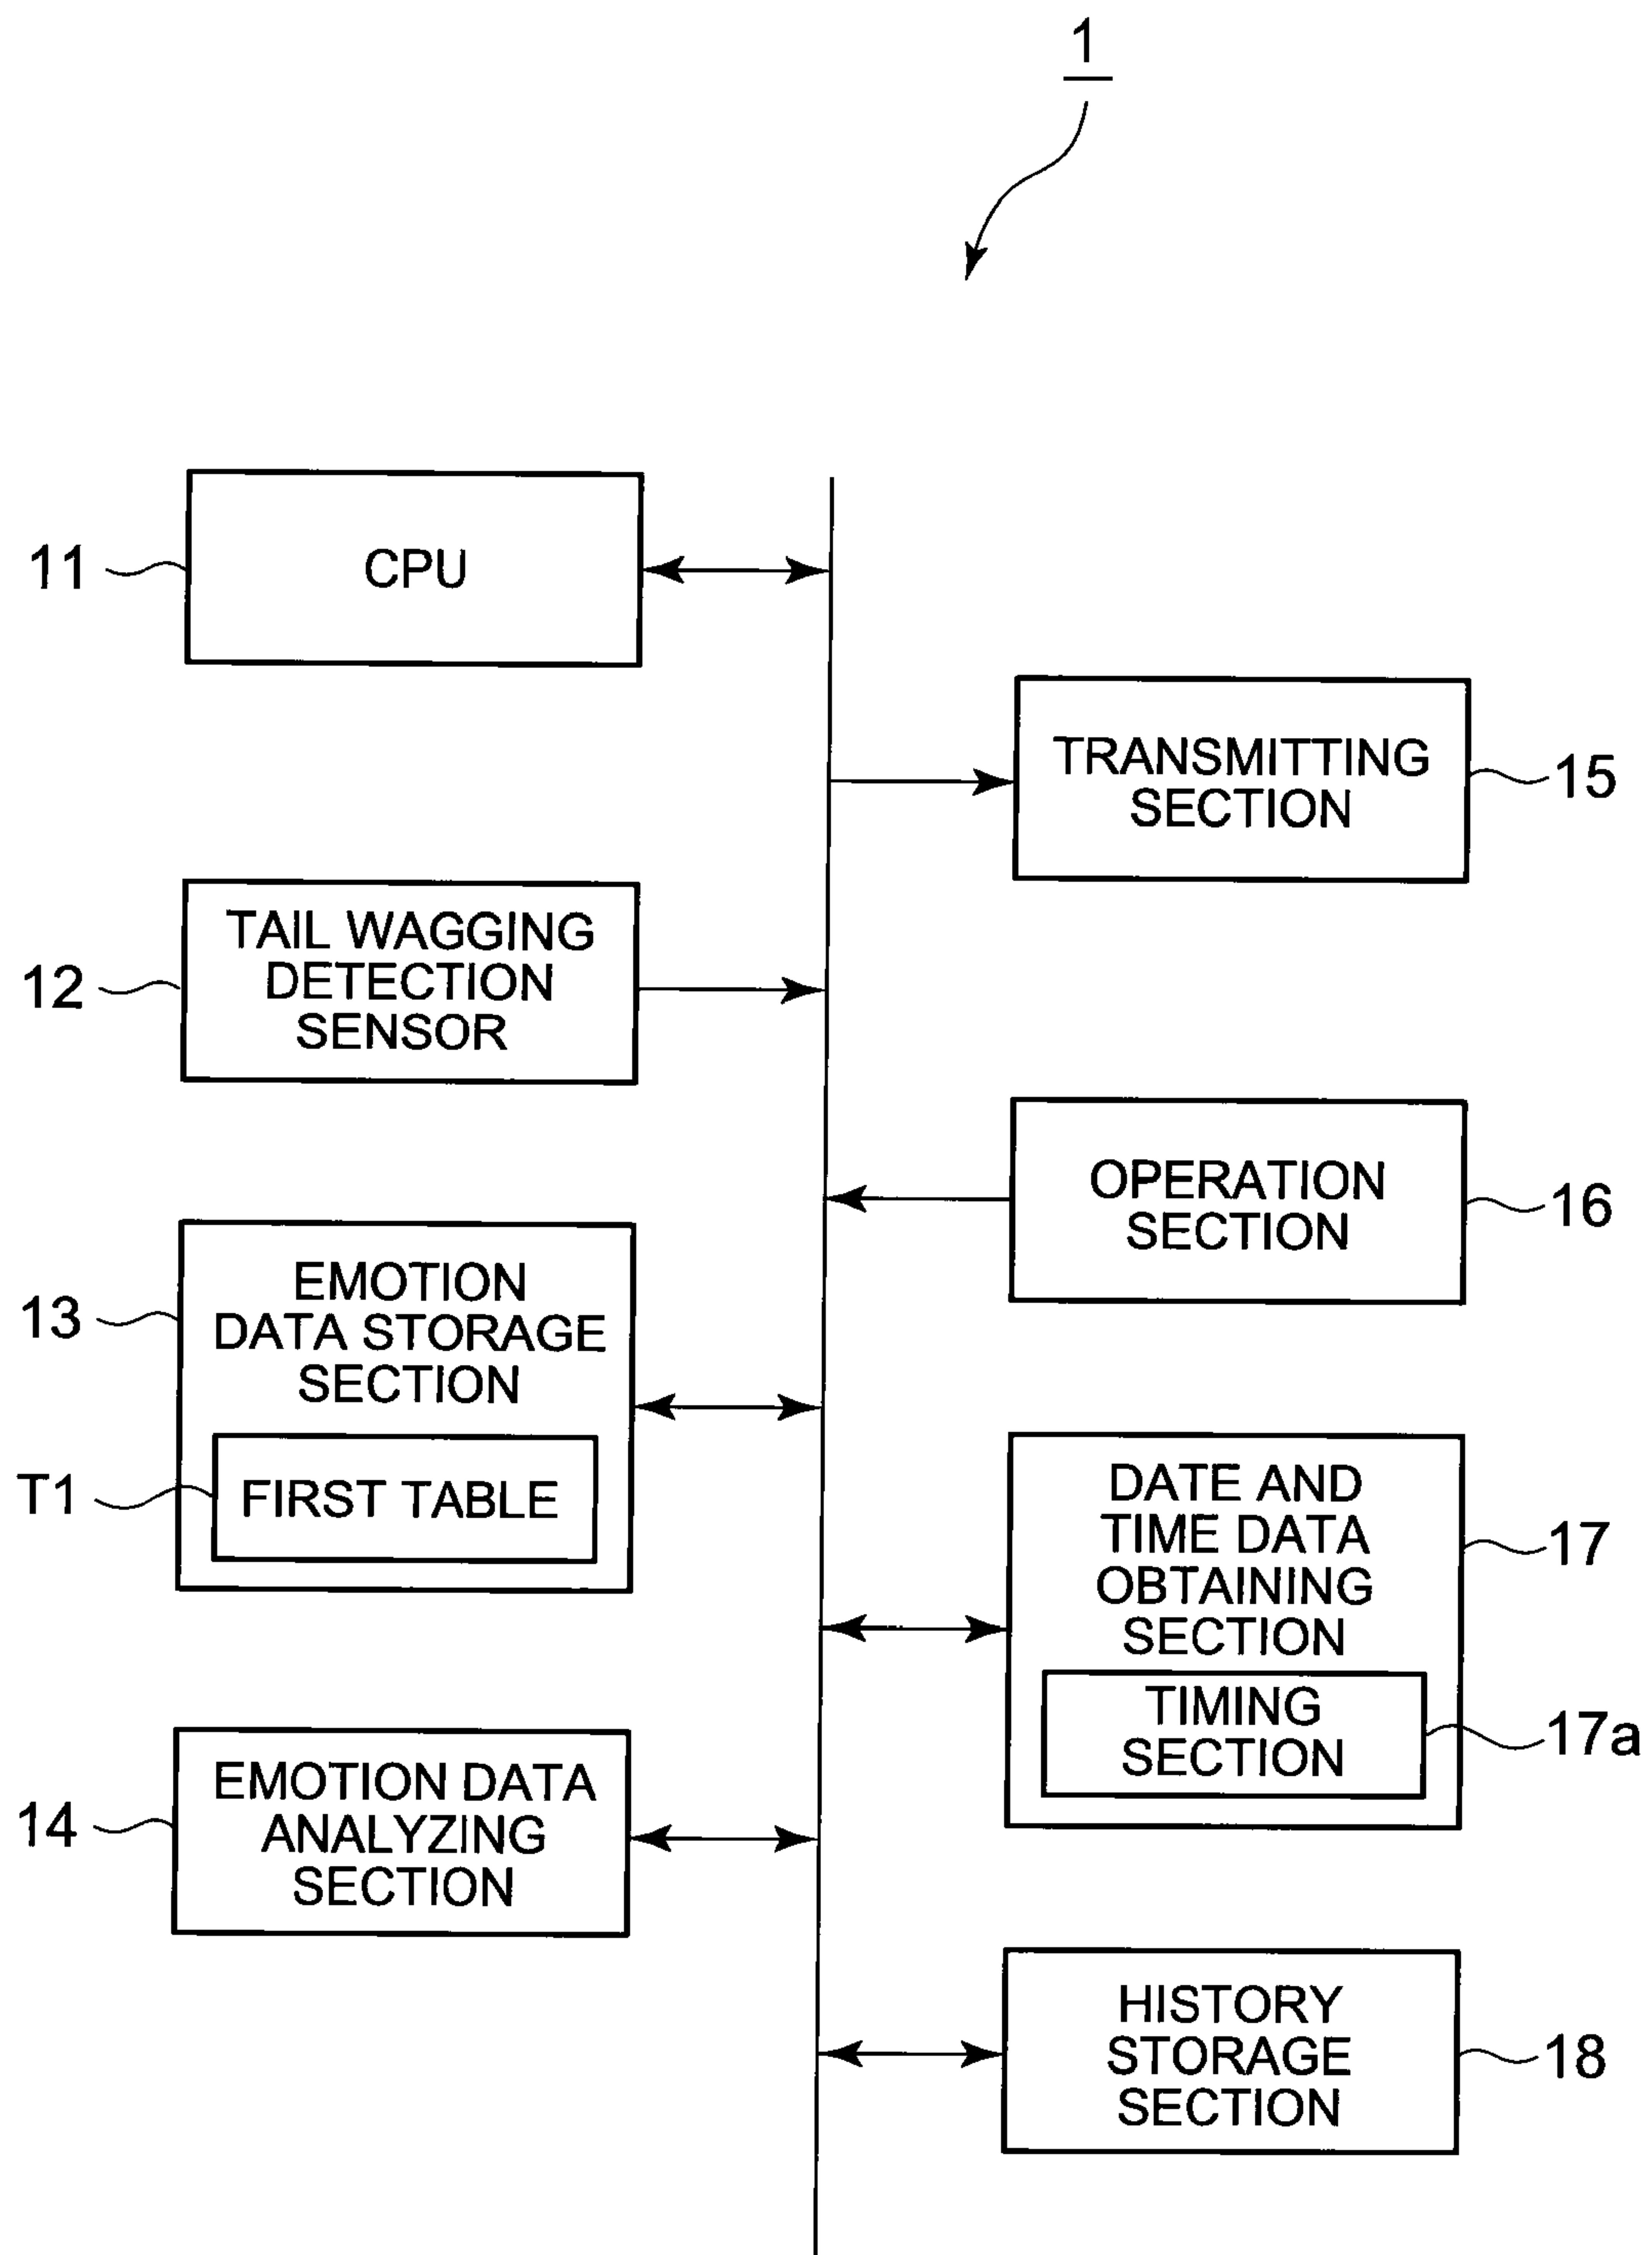 1
11
CPU
TRANSMITTING
SECTION
15
12
TAIL WAGGING
DETECTION
SENSOR
OPERATION
SECTION
16
13
EMOTION
DATA STORAGE
SECTION
T1
FIRST TABLE
DATE AND
TIME DATA
OBTAINING
SECTION
17
TIMING
SECTION
17a
14
EMOTION DATA
ANALYZING
SECTION
HISTORY
STORAGE
SECTION
18